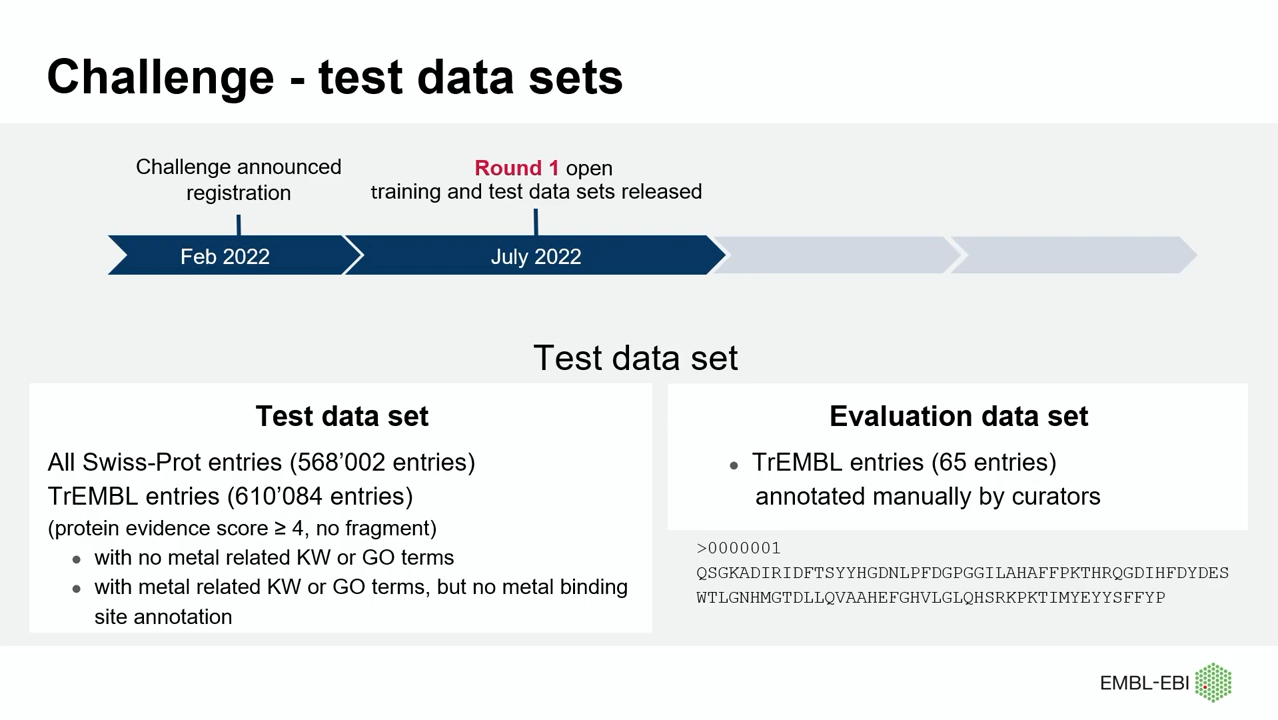 Challenge - test data sets
Challenge announced
registration
Round 1 open
training and test data sets released
Feb 2022
July 2022
Test data set
Test data set
All Swiss-Prot entries (568’002 entries)
TrEMBL entries (610’084 entries)
(protein evidence score ≥ 4, no fragment)
• with no metal related KW or GO terms
• with metal related KW or GO terms, but no metal binding
site annotation
Evaluation data set
• TrEMBL entries (65 entries)
annotated manually by curators
>0000001
QSGKADIRIDFTSYYHGDNLPFDGPGGILAHAFFPKTHRQGDIHFDYDES
WTLGNHMGTDLLQVAAHEFGHVLGLQHSRKPKTIMYEYYSFFYP
EMBL-EBI